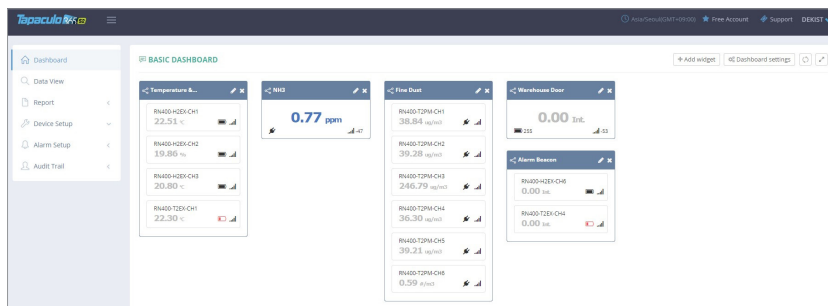 Tapaculo
Asia/Seoul(GMT+09:00)
Free Account
Support
DEKIST
Dashboard
Data View
Report
Device Setup
Alarm Setup
Audit Trail
BASIC DASHBOARD
+ Add widget
Dashboard settings
Temperature &...
RN400-H2EX-CH1
22.51 ℃
RN400-H2EX-CH2
19.86 %
RN400-H2EX-CH3
20.80 ℃
RN400-T2EX-CH1
22.30 ℃
NH3
0.77 ppm
-47
Fine Dust
RN400-T2PM-CH1
38.84 ug/m3
RN400-T2PM-CH2
39.28 ug/m3
RN400-T2PM-CH3
246.79 ug/m3
RN400-T2PM-CH4
36.30 ug/m3
RN400-T2PM-CH5
39.21 ug/m3
RN400-T2PM-CH6
0.59 #/m3
Warehouse Door
0.00 Int.
255
-53
Alarm Beacon
RN400-H2EX-CH6
0.00 Int.
RN400-T2EX-CH4
0.00 Int.